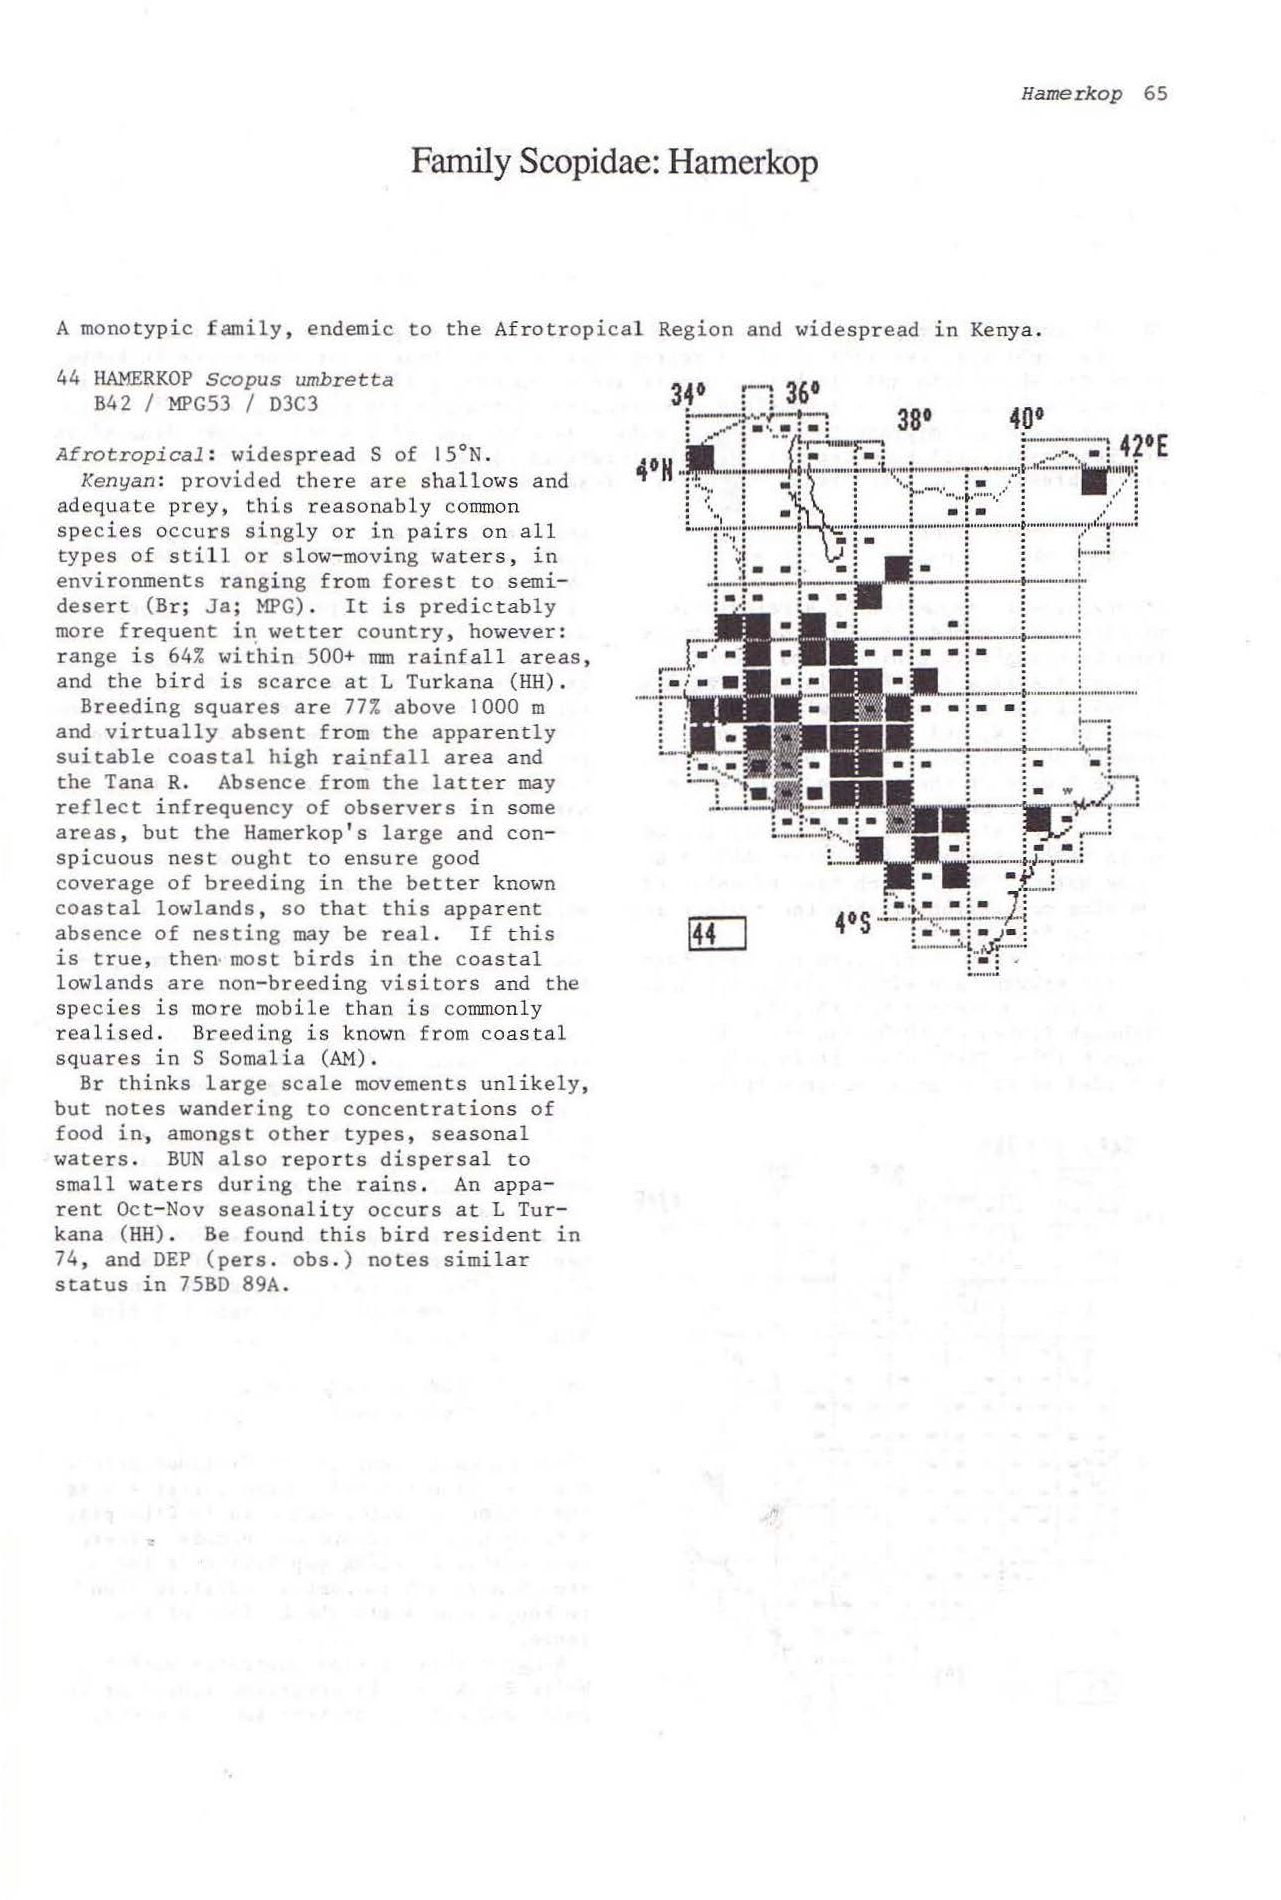 Hamerkop 65
Family Scopidae: Hamerkop
A monotypic family, endemic to the Afrotropical Region and widespread in Kenya.
44 HAMERKOP Scopus umbretta
B42 / MPG53 / D3C3
Afrotropical: widespread S of 15°N.
Kenyan: provided there are shallows and
adequate prey, this reasonably common
species occurs singly or in pairs on all
types of still or slow-moving waters, in
environments ranging from forest to semi-
desert (Br; Ja; MPG). It is predictably
more frequent in wetter country, however:
range is 64% within 500+ mm rainfall areas,
and the bird is scarce at L Turkana (HH).
Breeding squares are 77% above 1000 m
and virtually absent from the apparently
suitable coastal high rainfall area and
the Tana R. Absence from the latter may
reflect infrequency of observers in some
areas, but the Hamerkop's large and con-
spicuous nest ought to ensure good
coverage of breeding in the better known
coastal lowlands, so that this apparent
absence of nesting may be real. If this
is true, then most birds in the coastal
lowlands are non-breeding visitors and the
species is more mobile than is commonly
realised. Breeding is known from coastal
squares in S Somalia (AM).
Br thinks large scale movements unlikely,
but notes wandering to concentrations of
food in, amongst other types, seasonal
waters. BUN also reports dispersal to
small waters during the rains. An appa-
rent Oct-Nov seasonality occurs at L Tur-
kana (HH). Be found this bird resident in
74, and DEP (pers. obs.) notes similar
status in 75BD 89A.
34° 36° 38° 40° 42°E
4°N
w
4°S
44